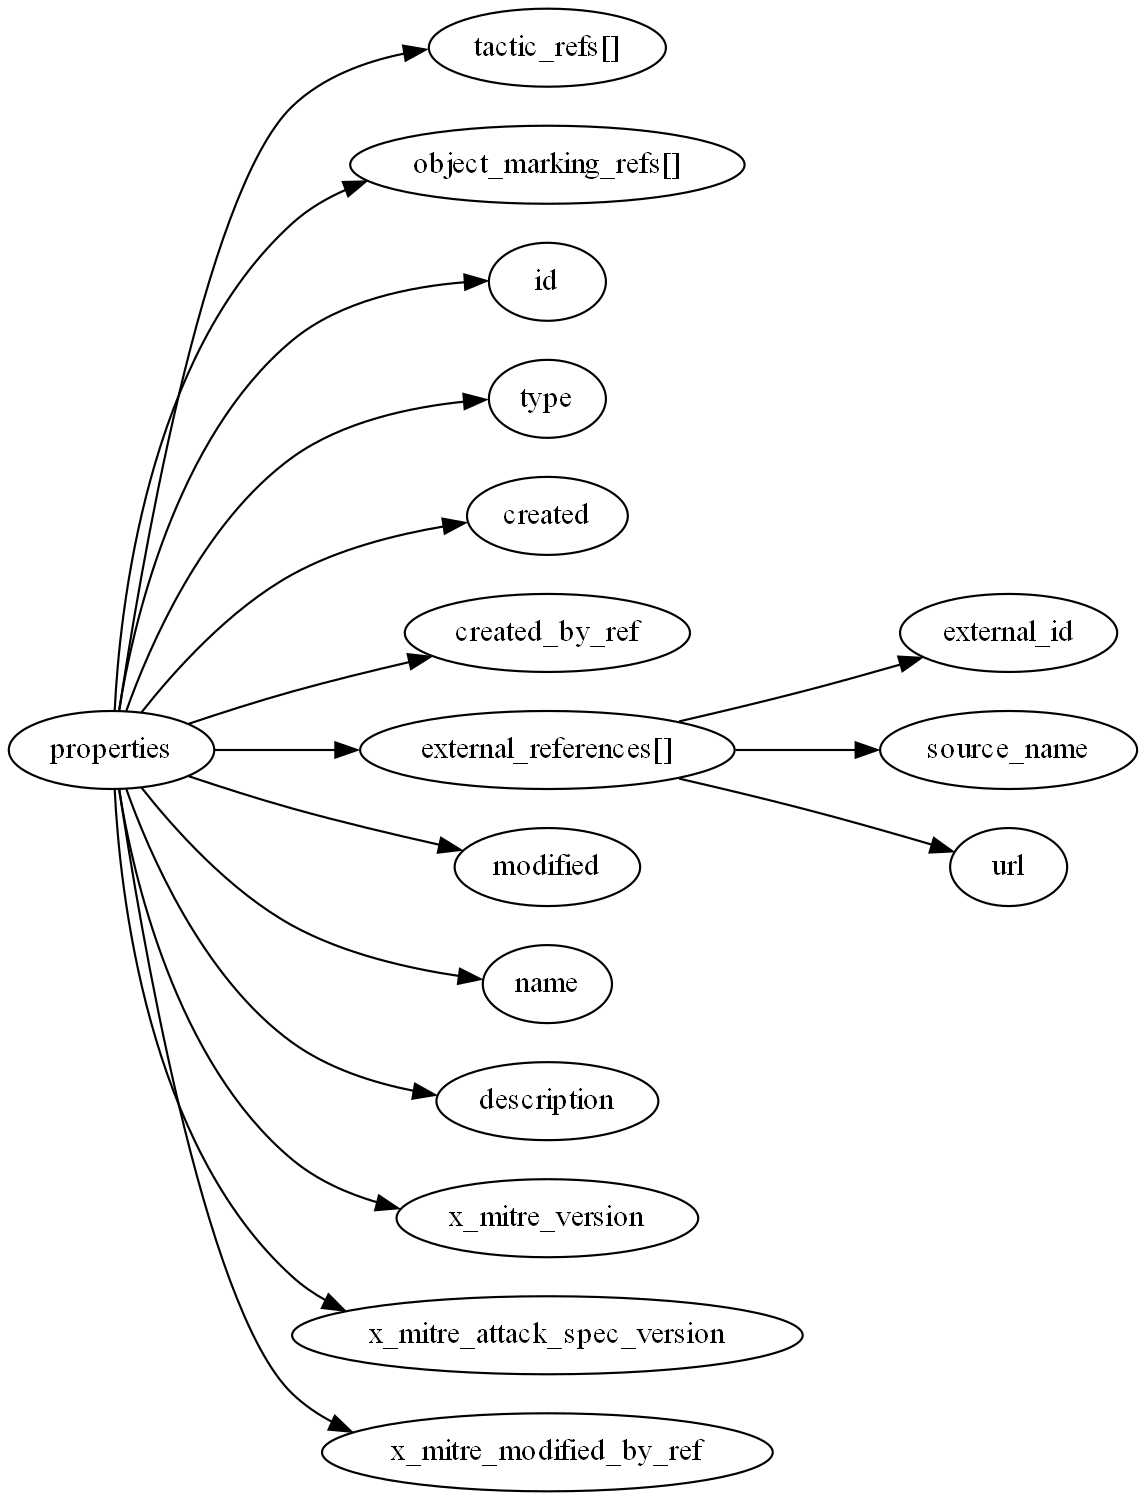 tactic_refs[]
object_marking_refs[]
id
type
created
created_by_ref
external_id
properties
external_references[]
source_name
modified
url
name
description
x_mitre_version
x_mitre_attack_spec_version
x_mitre_modified_by_ref